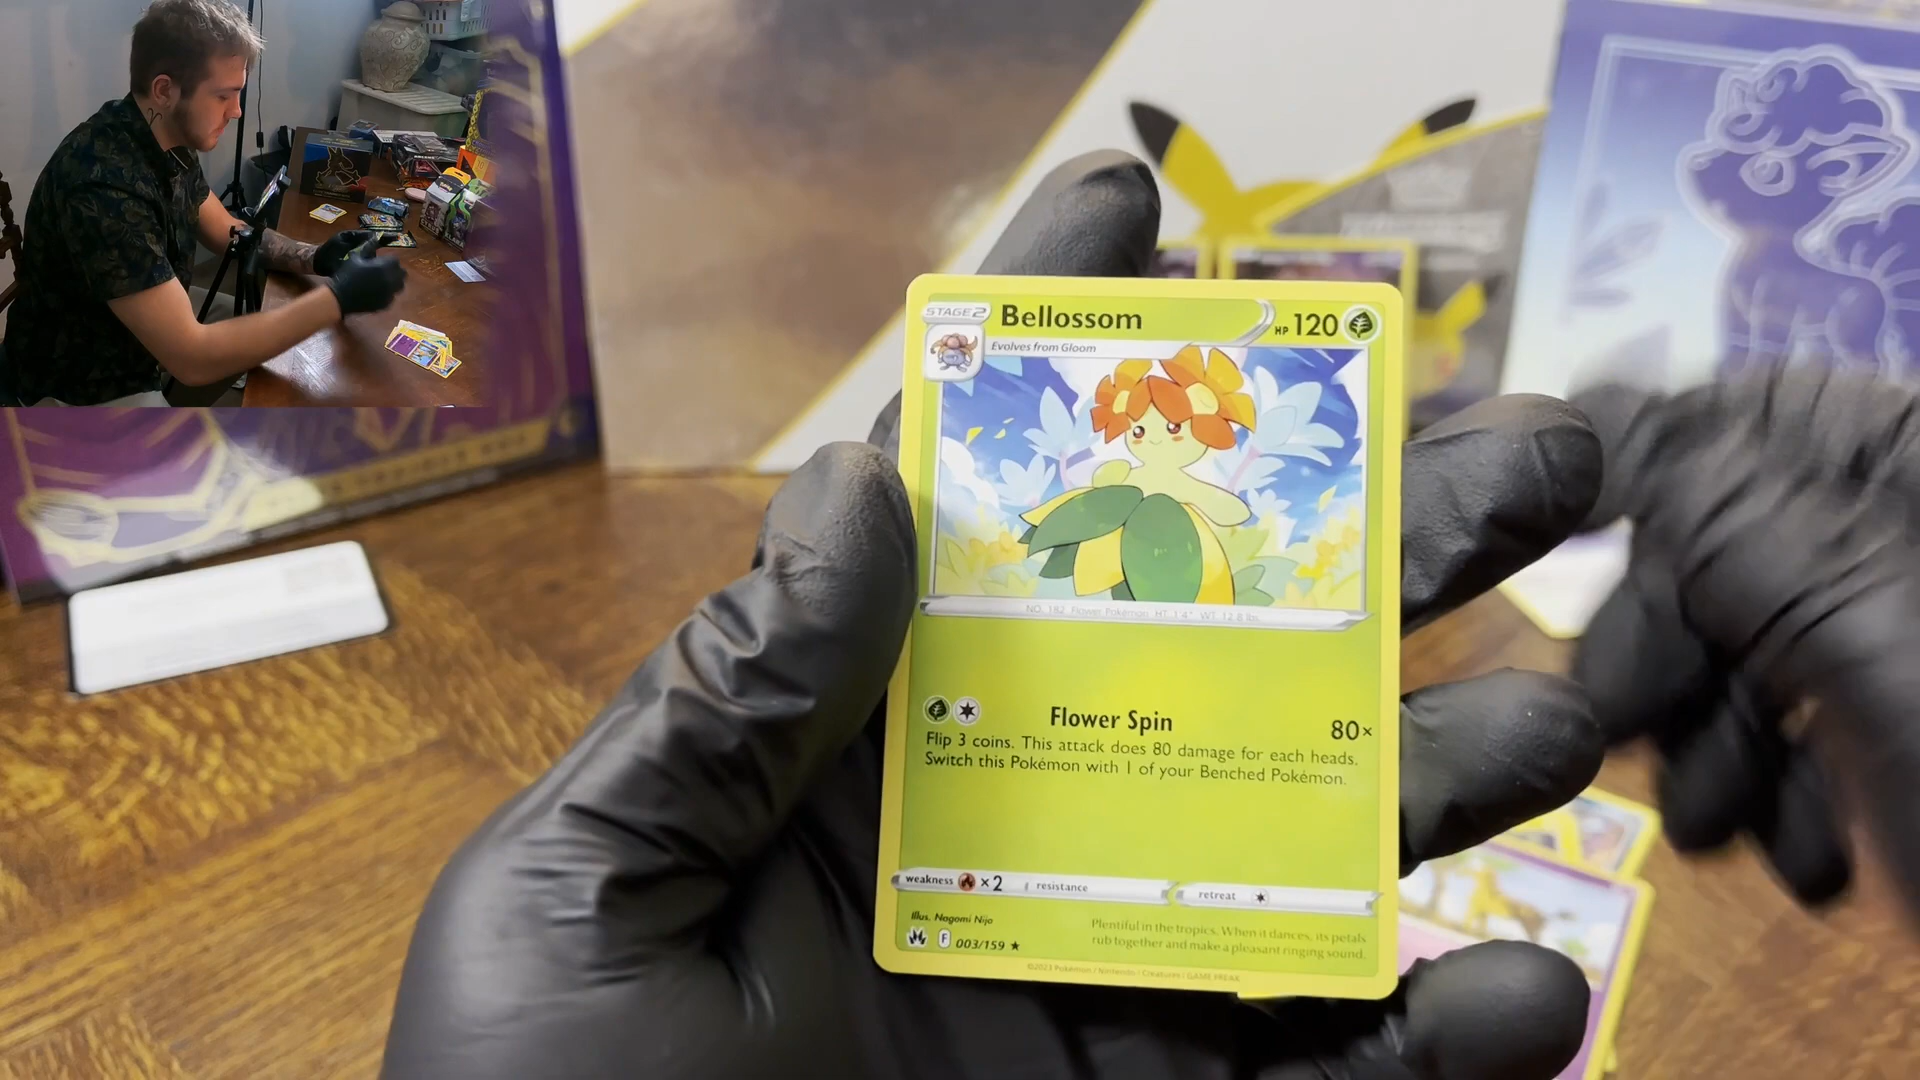 STAGE 2
Bellossom
HP 120
Evolves from Gloom
NO. 182 Flower Pokémon HT: 1'4" WT: 12.8 lbs.
Flower Spin 80×
Flip 3 coins. This attack does 80 damage for each heads.
Switch this Pokémon with 1 of your Benched Pokémon.
weakness ×2 resistance retreat
Illus. Nagomi Nijo
F 003/159 ★
Plentiful in the tropics. When it dances, its petals
rub together and make a pleasant ringing sound.
©2023 Pokémon / Nintendo / Creatures / GAME FREAK